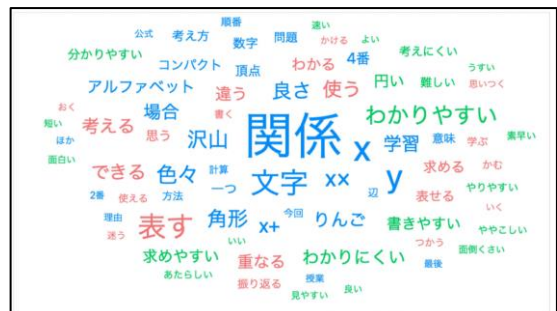 順番 速い
公式 考え方 数字 問題 かける よい
分かりやすい わかる 4番 考えにくい
コンパクト 頂点 うすい
アルファベット 違う 良さ 使う 円い 難しい 思いつく
おく 場合 書く わかりやすい
短い 考える 思う 沢山 関係 x 学習 意味 学ぶ 素早い
ほか
面白い できる 色々 計算 文字 xx y 求める かむ
一つ 辺 表せる やりやすい
2番 使える 方法 いく
理由 表す 角形 x+ 今回 りんご 書きやすい ややこしい
迷う つかう 面倒くさい
求めやすい いい 重なる わかりにくい 最後
あたらしい 振り返る 授業
見やすい 良い